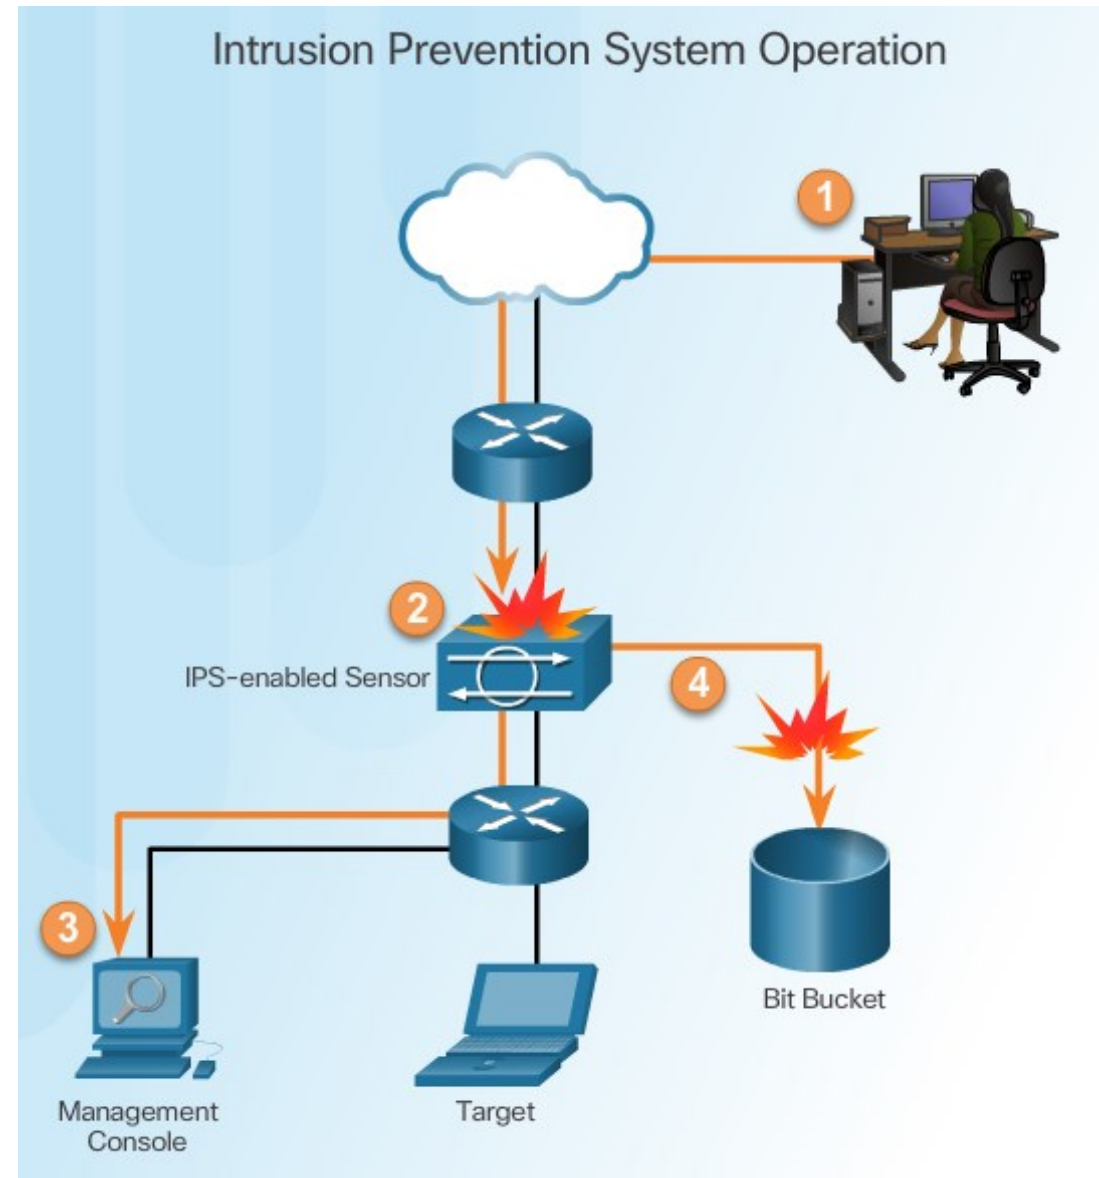 Intrusion Prevention System Operation
1
2
IPS-enabled Sensor
4
3
Bit Bucket
Management
Console
Target